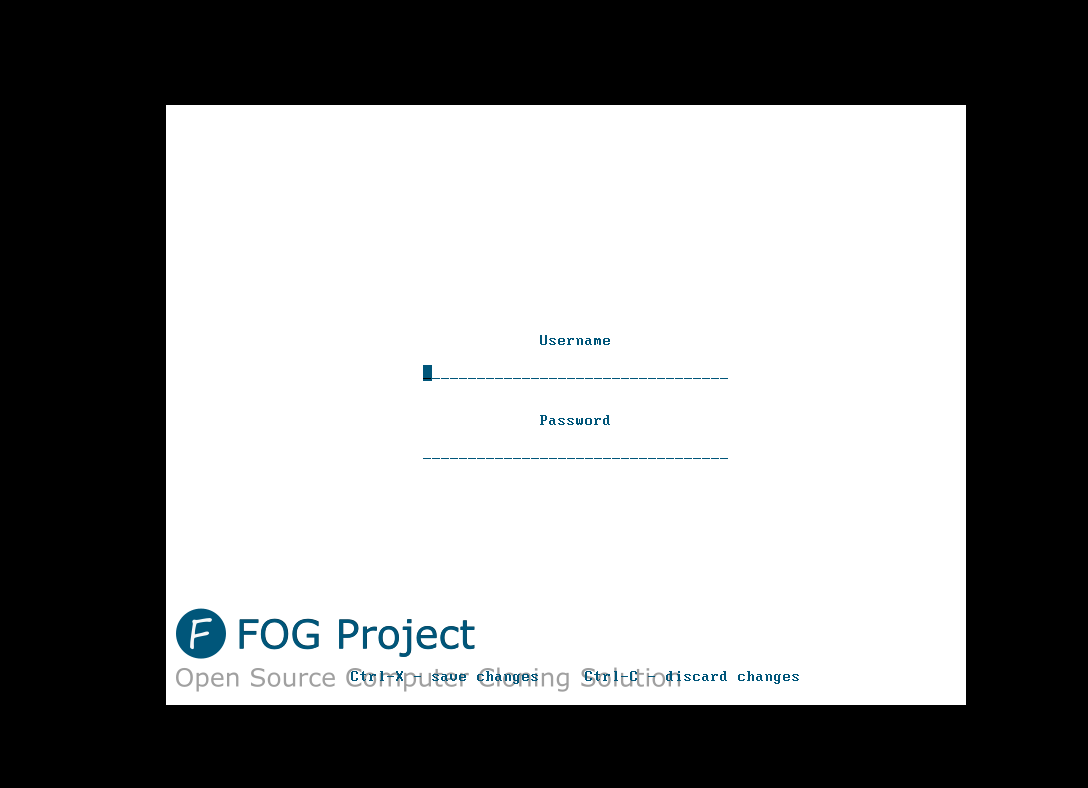 Username
Password
FOG Project
Open Source Computer Cloning Solution
Ctrl-X - save changes Ctrl-C - discard changes